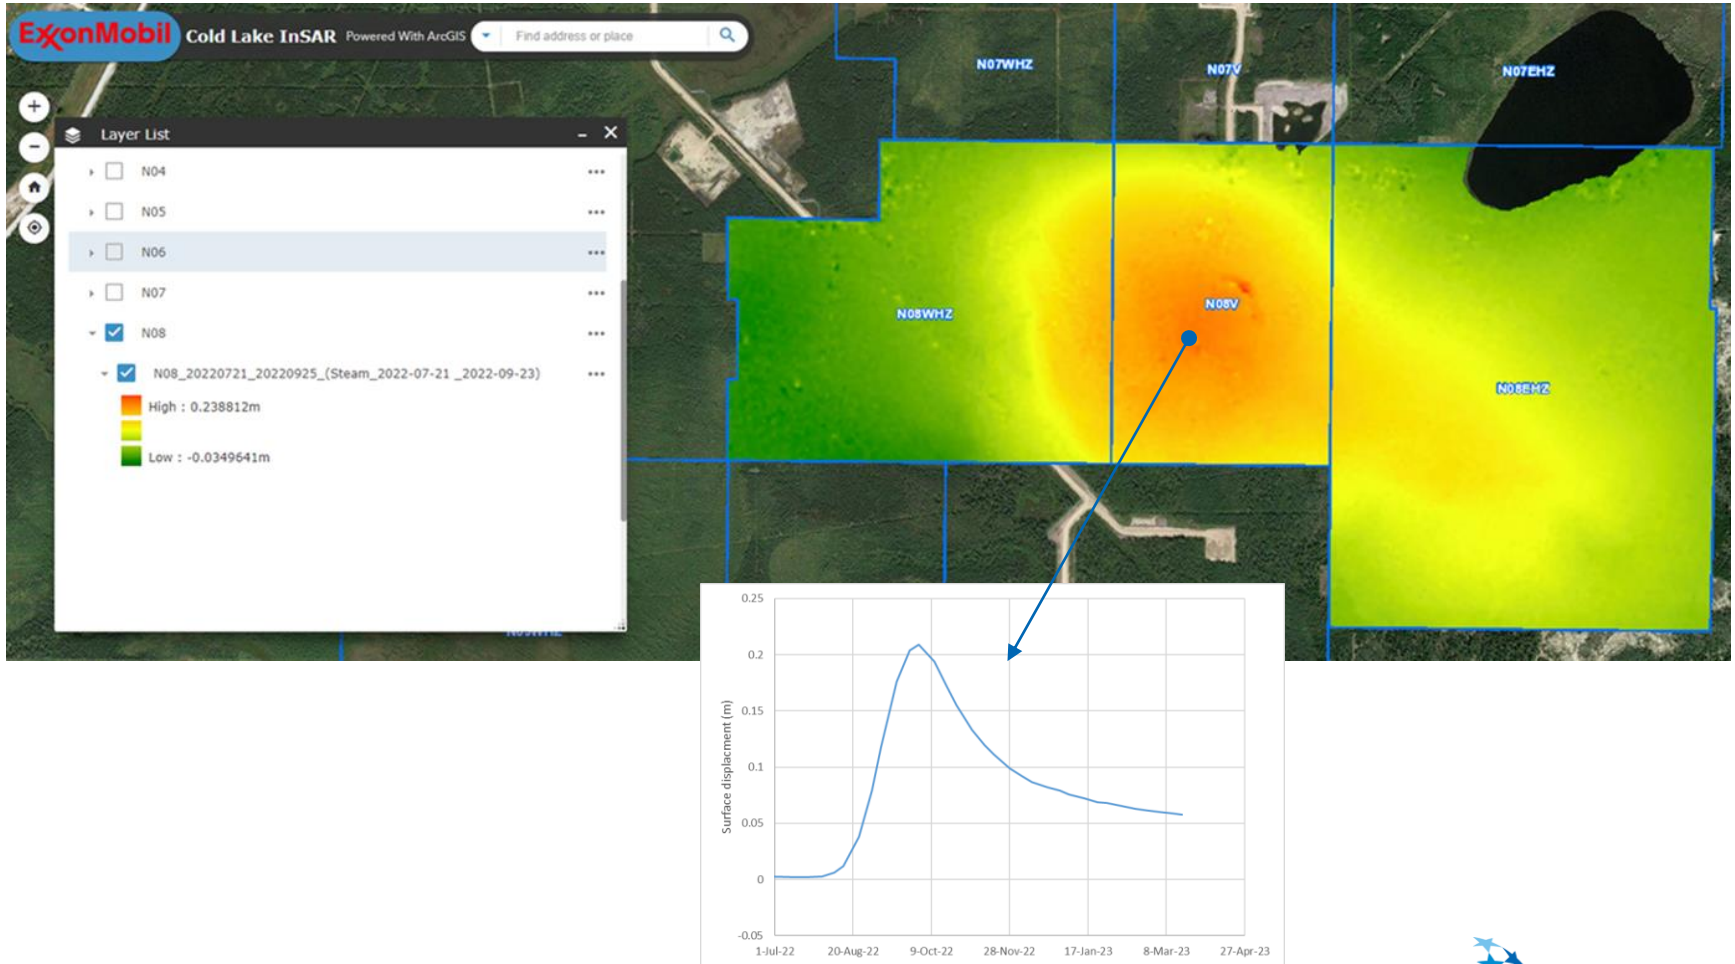 ExxonMobil Cold Lake InSAR Powered With ArcGIS Find address or place
Layer List
N04
N05
N06
N07
N08
N08_20220721_20220925_(Steam_2022-07-21 _2022-09-23)
High : 0.238812m
Low : -0.0349641m
N07WHZ
N07V
N07EHZ
N08WHZ
N08V
N08EHZ
Surface displacment (m)
0.25
0.2
0.15
0.1
0.05
0
-0.05
1-Jul-22 20-Aug-22 9-Oct-22 28-Nov-22 17-Jan-23 8-Mar-23 27-Apr-23